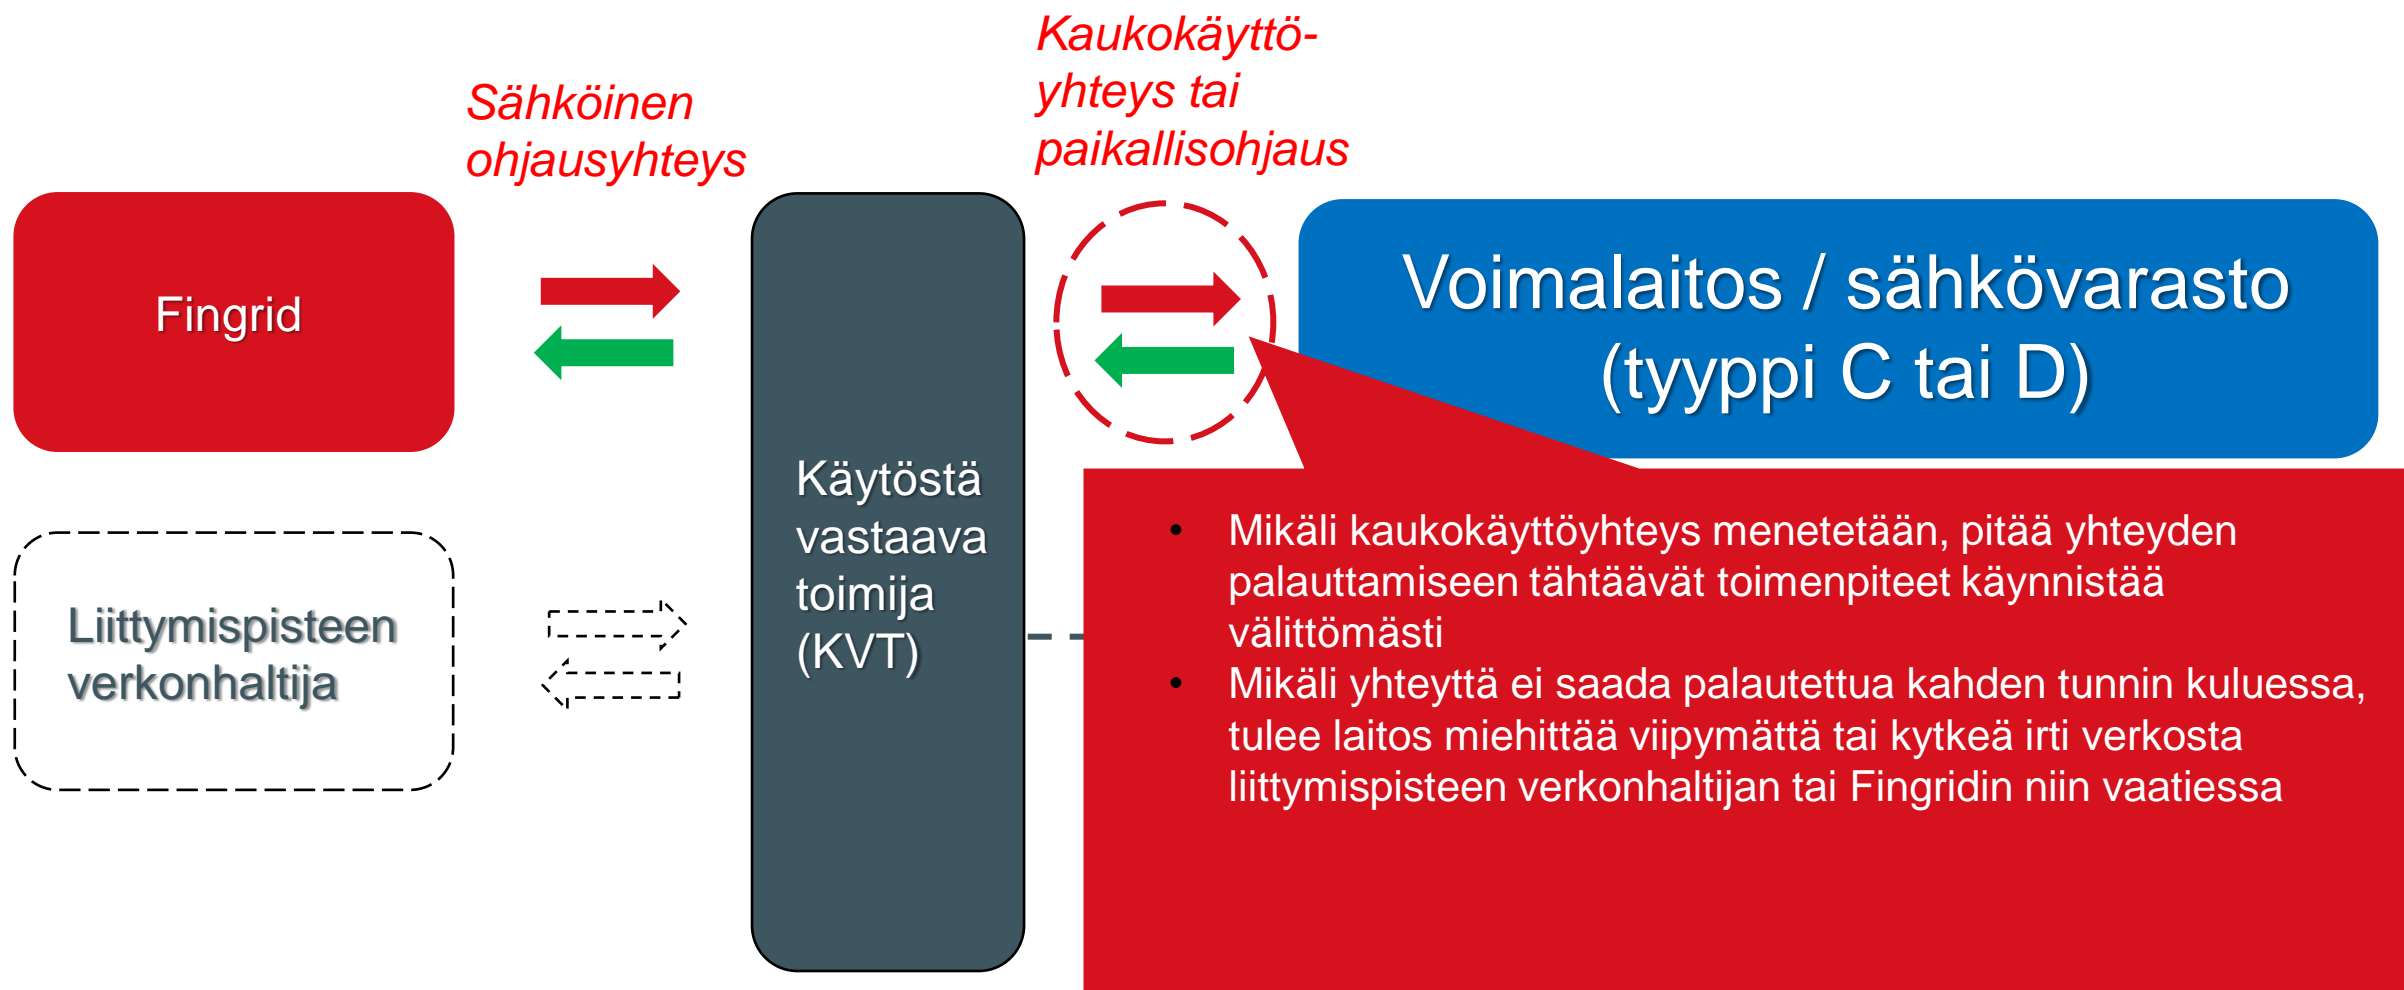 Kaukokäyttö-
yhteys tai
paikallisohjaus
Sähköinen
ohjausyhteys
Fingrid
Voimalaitos / sähkövarasto
(tyyppi C tai D)
Käytöstä
vastaava
toimija
(KVT)
Liittymispisteen
verkonhaltija
• Mikäli kaukokäyttöyhteys menetetään, pitää yhteyden
palauttamiseen tähtäävät toimenpiteet käynnistää
välittömästi
• Mikäli yhteyttä ei saada palautettua kahden tunnin kuluessa,
tulee laitos miehittää viipymättä tai kytkeä irti verkosta
liittymispisteen verkonhaltijan tai Fingridin niin vaatiessa